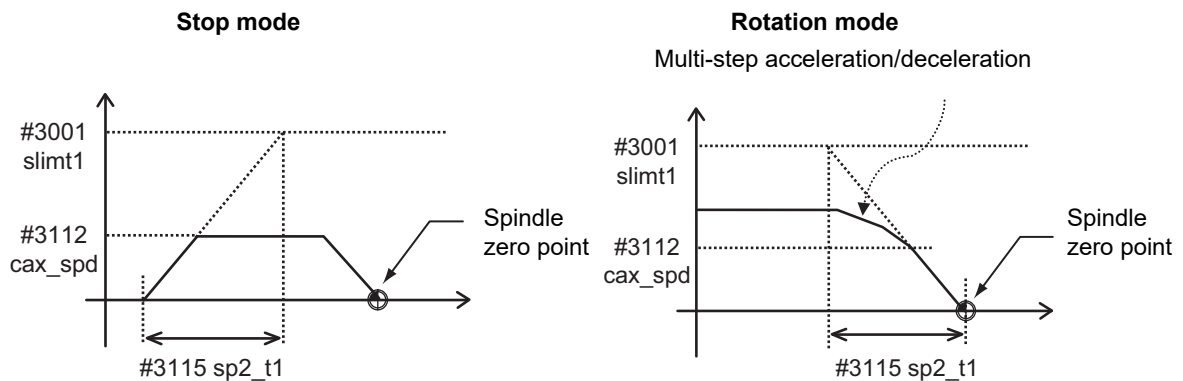 Stop mode
#3001
slimt1
#3112
cax_spd
Spindle
zero point
#3115 sp2_t1
Rotation mode
Multi-step acceleration/deceleration
#3001
slimt1
#3112
cax_spd
Spindle
zero point
#3115 sp2_t1